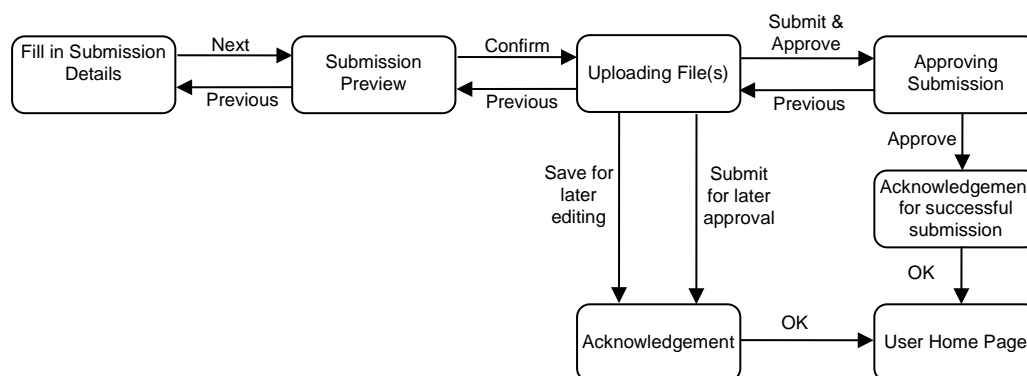 Fill in Submission
Details
Next
Previous
Submission
Preview
Confirm
Previous
Uploading File(s)
Submit &
Approve
Previous
Approving
Submission
Approve
Save for
later
editing
Submit
for later
approval
Acknowledgement
for successful
submission
OK
Acknowledgement
OK
User Home Page